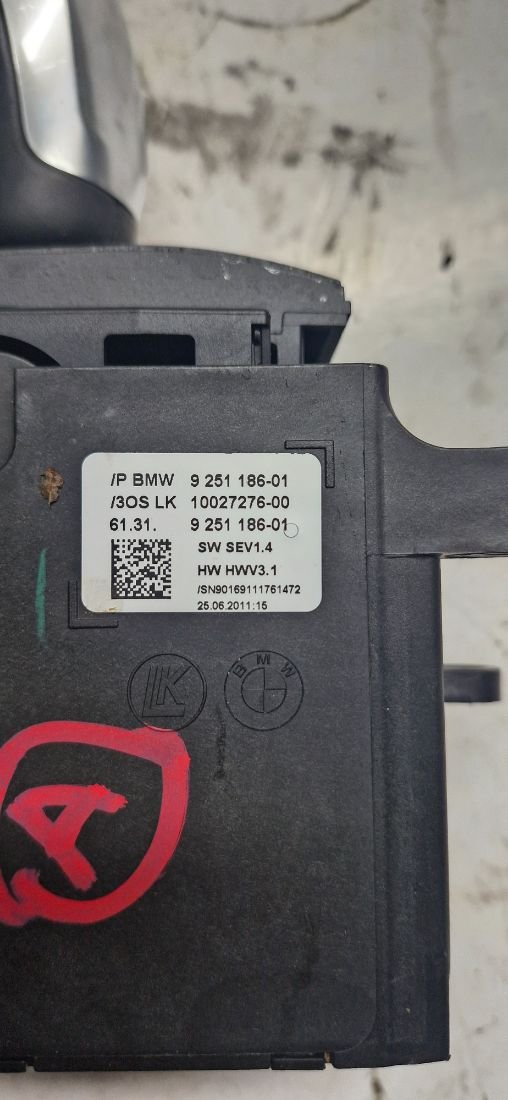 /P BMW 9 251 186-01
/3OS LK 10027276-00
61.31. 9 251 186-01
SW SEV1.4
HW HWV3.1
/SN90169111761472
25.06.2011:15
LK
BMW
A